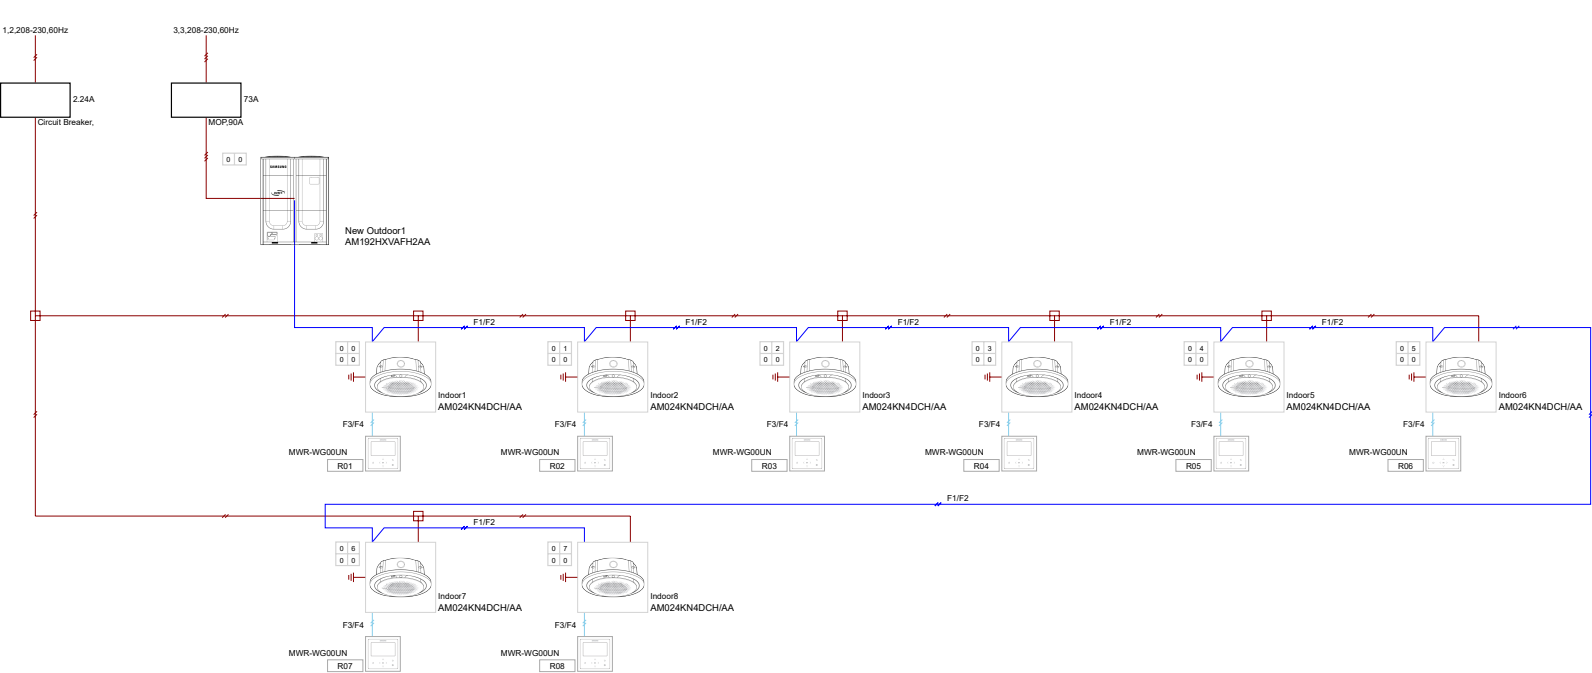 1,2,208-230,60Hz
3,3,208-230,60Hz
2.24A
73A
Circuit Breaker,
MOP,90A
0 0
SAMSUNG
New Outdoor1
AM192HXVAFH2AA
F1/F2
F1/F2
F1/F2
F1/F2
F1/F2
0 0
0 0
0 1
0 0
0 2
0 0
0 3
0 0
0 4
0 0
0 5
0 0
Indoor1
AM024KN4DCH/AA
Indoor2
AM024KN4DCH/AA
Indoor3
AM024KN4DCH/AA
Indoor4
AM024KN4DCH/AA
Indoor5
AM024KN4DCH/AA
Indoor6
AM024KN4DCH/AA
F3/F4
F3/F4
F3/F4
F3/F4
F3/F4
F3/F4
MWR-WG00UN
R01
MWR-WG00UN
R02
MWR-WG00UN
R03
MWR-WG00UN
R04
MWR-WG00UN
R05
MWR-WG00UN
R06
F1/F2
F1/F2
0 6
0 0
0 7
0 0
Indoor7
AM024KN4DCH/AA
Indoor8
AM024KN4DCH/AA
F3/F4
F3/F4
MWR-WG00UN
R07
MWR-WG00UN
R08